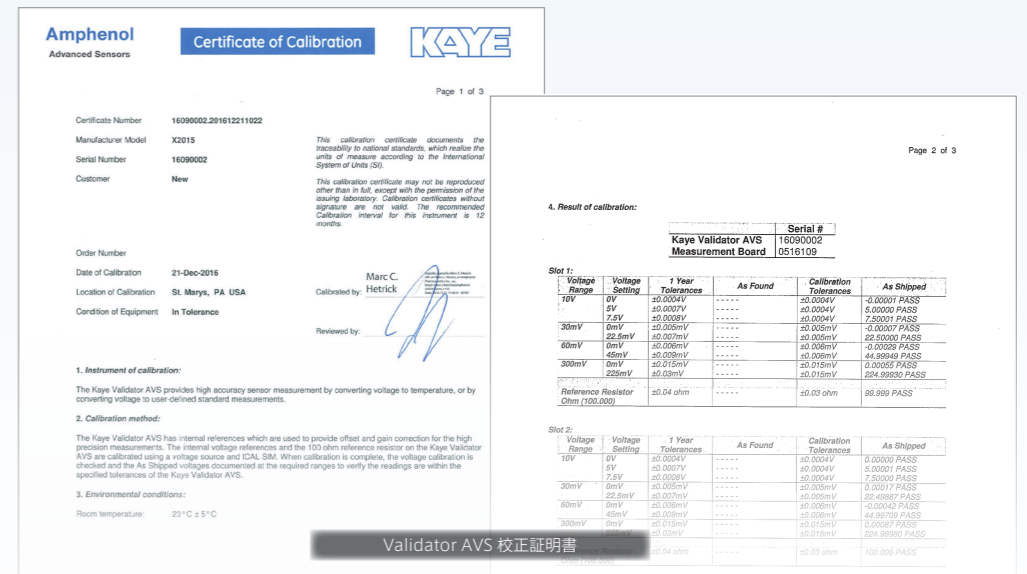 Amphenol
Advanced Sensors
Certificate of Calibration
KAYE
Page 1 of 3
Certificate Number 16090002.201612211022
Manufacturer Model X2015
Serial Number 16090002
Customer New
This calibration certificate documents the
traceability to national standards, which realize the
units of measure according to the International
System of Units (SI).
This calibration certificate may not be reproduced
other than in full, except with the permission of the
issuing laboratory. Calibration certificates without
signature are not valid. The recommended
Calibration interval for this instrument is 12
months.
Order Number
Date of Calibration 21-Dec-2016
Location of Calibration St. Marys, PA USA
Condition of Equipment In Tolerance
Calibrated by: Marc C.
Hetrick
Reviewed by:
1. Instrument of calibration:
The Kaye Validator AVS provides high accuracy sensor measurement by converting voltage to temperature, or by
converting voltage to user-defined standard measurements.
2. Calibration method:
The Kaye Validator AVS has internal references which are used to provide offset and gain correction for the high
precision measurements. The internal voltage references and the 100 ohm reference resistor on the Kaye Validator
AVS are calibrated using a voltage source and ICAL SIM. When calibration is complete, the voltage calibration is
checked and the As Shipped voltages documented at the required ranges to verify the readings are within the
specified tolerances of the Kaye Validator AVS.
3. Environmental conditions:
Room temperature: 23°C ± 5°C
Page 2 of 3
4. Result of calibration:
Serial #
Kaye Validator AVS 16090002
Measurement Board 0516109
Slot 1:
Voltage Range Voltage Setting 1 Year Tolerances As Found Calibration Tolerances As Shipped
10V 0V ±0.0004V ----- ±0.0004V -0.00001 PASS
5V ±0.0007V ----- ±0.0004V 5.00000 PASS
7.5V ±0.0008V ----- ±0.0004V 7.50001 PASS
30mV 0mV ±0.005mV ----- ±0.005mV -0.00007 PASS
22.5mV ±0.007mV ----- ±0.005mV 22.50000 PASS
60mV 0mV ±0.006mV ----- ±0.006mV -0.00029 PASS
45mV ±0.009mV ----- ±0.006mV 44.99949 PASS
300mV 0mV ±0.015mV ----- ±0.015mV 0.00055 PASS
225mV ±0.03mV ----- ±0.015mV 224.99930 PASS
Reference Resistor ±0.04 ohm ----- ±0.03 ohm 99.999 PASS
Ohm (100.000)
Slot 2:
Voltage Range Voltage Setting 1 Year Tolerances As Found Calibration Tolerances As Shipped
10V 0V ±0.0004V ----- ±0.0004V 0.00000 PASS
5V ±0.0007V ----- ±0.0004V 5.00001 PASS
7.5V ±0.0008V ----- ±0.0004V 7.50000 PASS
30mV 0mV ±0.005mV ----- ±0.005mV 0.00017 PASS
22.5mV ±0.007mV ----- ±0.005mV 22.49887 PASS
60mV 0mV ±0.006mV ----- ±0.006mV -0.00042 PASS
45mV ±0.009mV ----- ±0.006mV 44.99709 PASS
300mV 0mV ±0.015mV ----- ±0.015mV 0.00087 PASS
±0.03mV ----- ±0.015mV 224.98980 PASS
Resistor ±0.04 ohm ----- ±0.03 ohm 100.006 PASS
Validator AVS 校正証明書